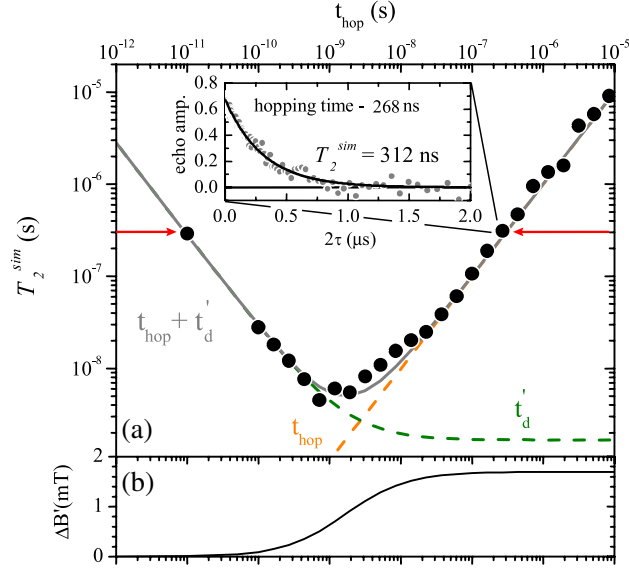 t_hop (s)
10^-12 10^-11 10^-10 10^-9 10^-8 10^-7 10^-6 10^-5
10^-5
10^-6
10^-7
10^-8
T_2^sim (s)
echo amp.
0.8
0.6
0.4
0.2
0.0
hopping time - 268 ns
T_2^sim = 312 ns
0.0 0.5 1.0 1.5 2.0
2τ (μs)
t_hop + t_d'
t_hop
t_d'
(a)
2
1
0
ΔB'(mT)
(b)